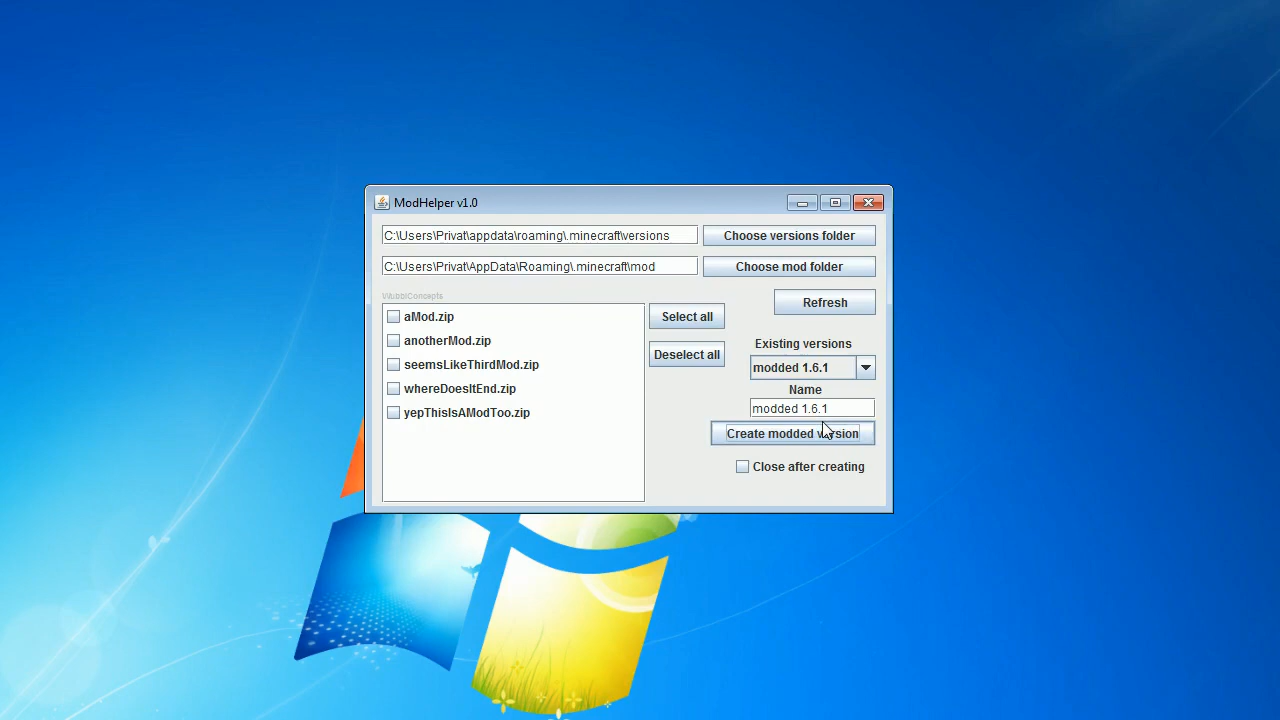 ModHelper v1.0
C:\Users\Privat\appdata\roaming\.minecraft\versions
Choose versions folder
C:\Users\Privat\AppData\Roaming\.minecraft\mod
Choose mod folder
WubbiConcepts
Refresh
aMod.zip
Select all
anotherMod.zip
Existing versions
Deselect all
seemsLikeThirdMod.zip
modded 1.6.1
whereDoesItEnd.zip
Name
yepThisIsAModToo.zip
modded 1.6.1
Create modded version
Close after creating